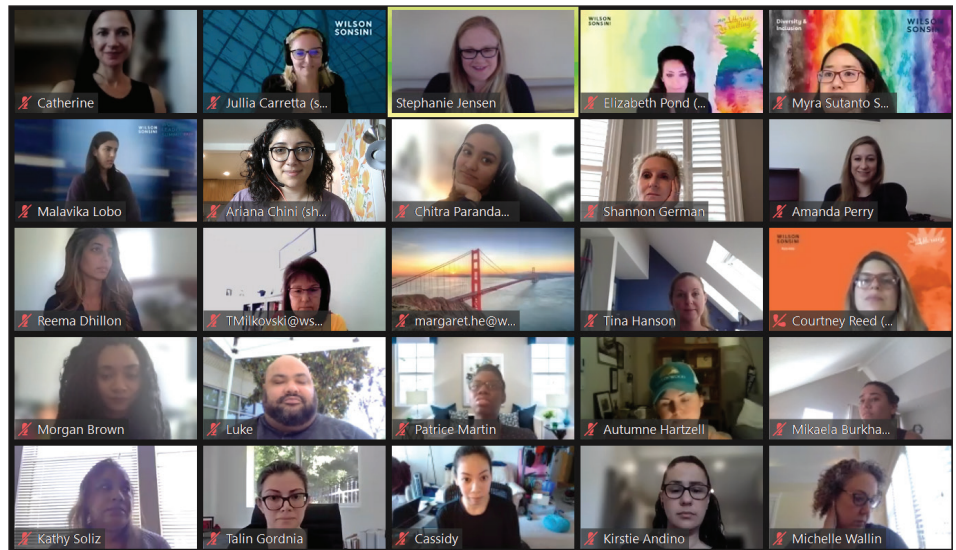 Catherine
WILSON
SONSINI
Jullia Carretta (s...
Stephanie Jensen
WILSON
SONSINI
Elizabeth Pond (...
Diversity &
Inclusion
WILSON
SONSINI
Myra Sutanto S...
Malavika Lobo
Ariana Chini (sh...
Chitra Paranda...
Shannon German
Amanda Perry
Reema Dhillon
TMilkovski@ws...
margaret.he@w...
Tina Hanson
WILSON
SONSINI
Courtney Reed (...
Morgan Brown
Luke
Patrice Martin
Autumne Hartzell
Mikaela Burkha...
Kathy Soliz
Talin Gordnia
Cassidy
Kirstie Andino
Michelle Wallin